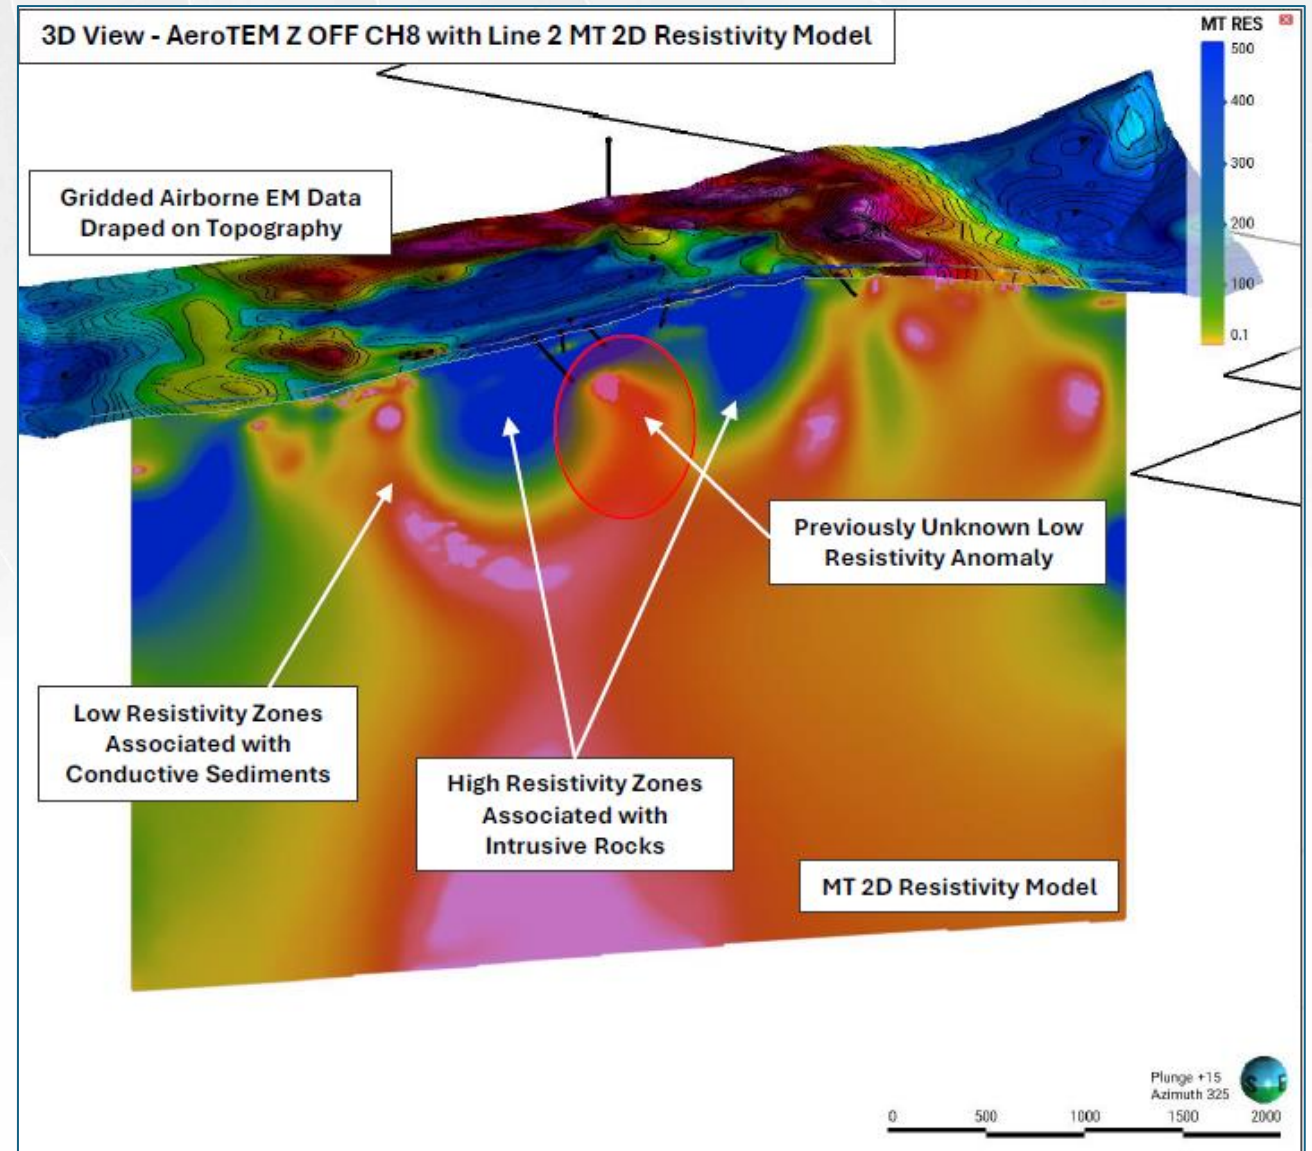 3D View - AeroTEM Z OFF CH8 with Line 2 MT 2D Resistivity Model
MT RES
500
400
300
200
100
0.1
Gridded Airborne EM Data
Draped on Topography
Previously Unknown Low
Resistivity Anomaly
Low Resistivity Zones
Associated with
Conductive Sediments
High Resistivity Zones
Associated with
Intrusive Rocks
MT 2D Resistivity Model
Plunge +15
Azimuth 325
S E
0 500 1000 1500 2000